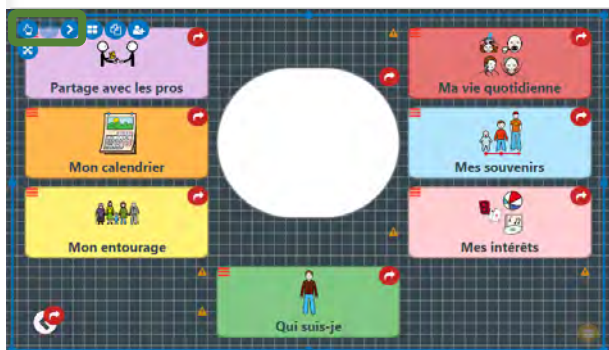 Partage avec les pros
Ma vie quotidienne
Mon calendrier
Mes souvenirs
Mon entourage
Mes intérêts
Qui suis-je